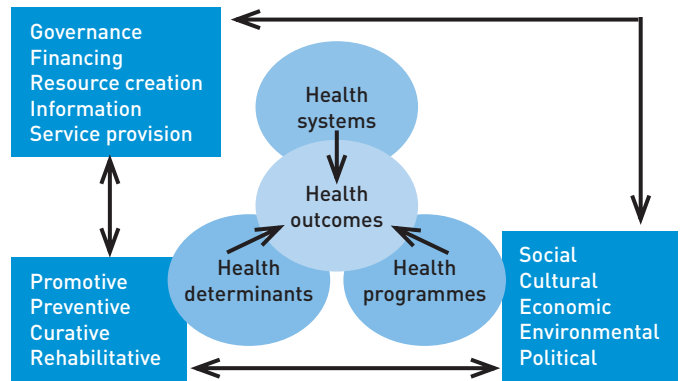 Governance
Financing
Resource creation
Information
Service provision
Health
systems
Health
outcomes
Health
determinants
Health
programmes
Promotive
Preventive
Curative
Rehabilitative
Social
Cultural
Economic
Environmental
Political